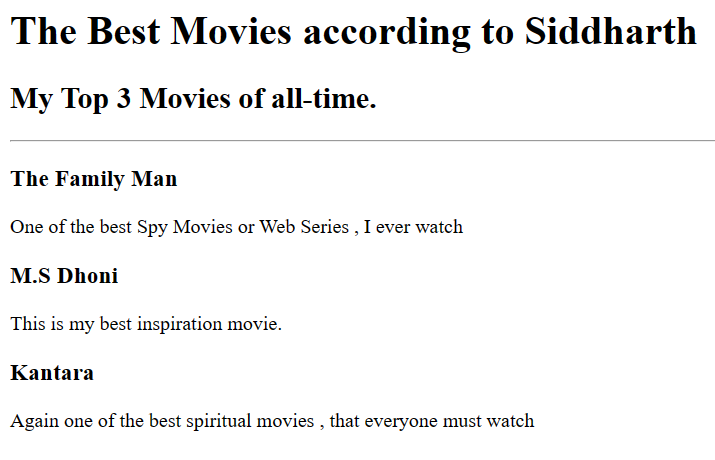 The Best Movies according to Siddharth
My Top 3 Movies of all-time.
The Family Man
One of the best Spy Movies or Web Series , I ever watch
M.S Dhoni
This is my best inspiration movie.
Kantara
Again one of the best spiritual movies , that everyone must watch